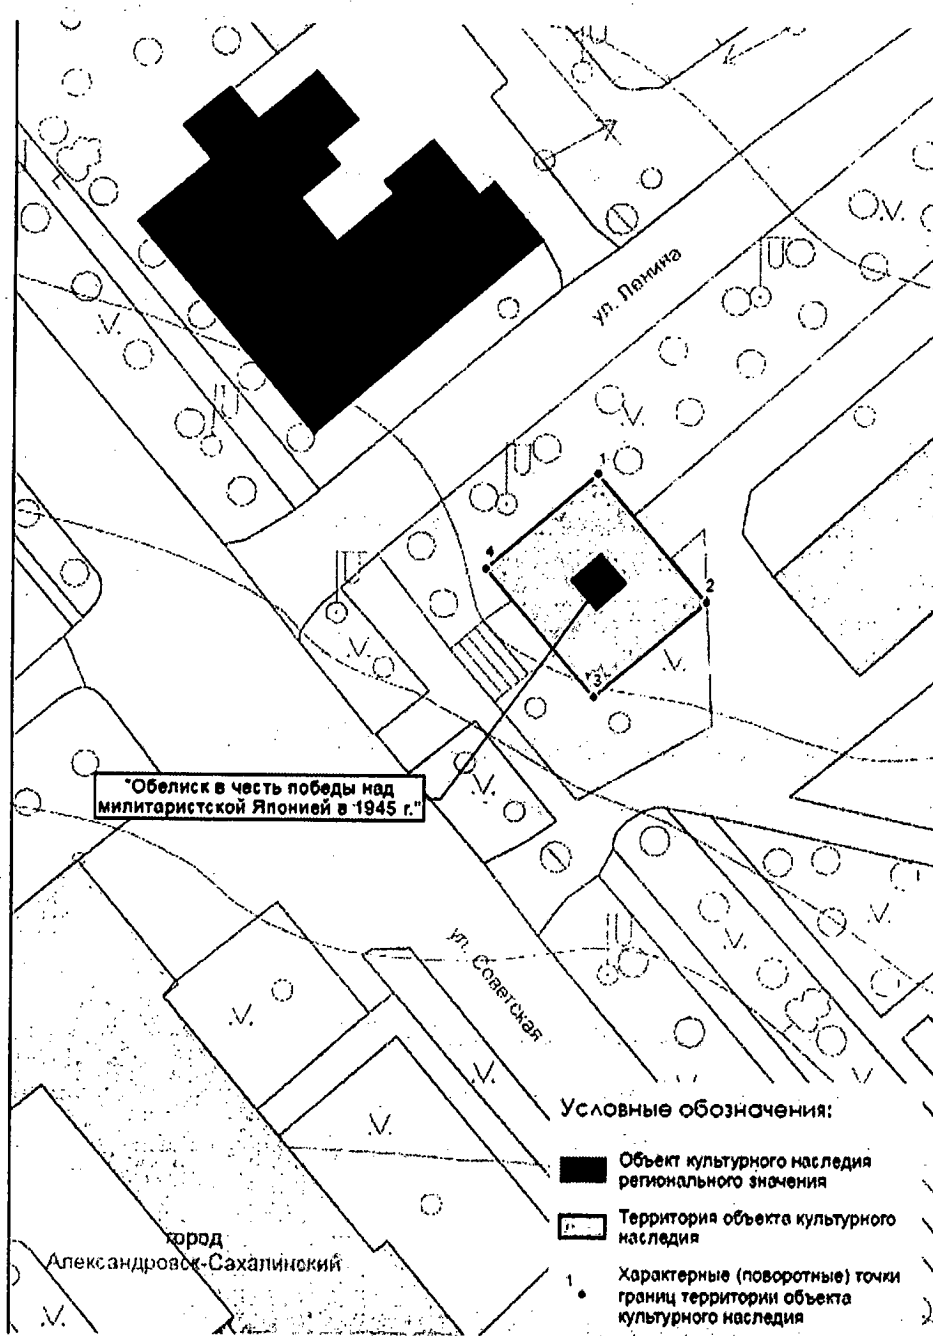 ул. Ленина
1
4
2
3
"Обелиск в честь победы над
милитаристской Японией в 1945 г."
ул. Советская
Условные обозначения:
Объект культурного наследия
регионального значения
Территория объекта культурного
наследия
1
Характерные (поворотные) точки
границ территории объекта
культурного наследия
город
Александровск-Сахалинский